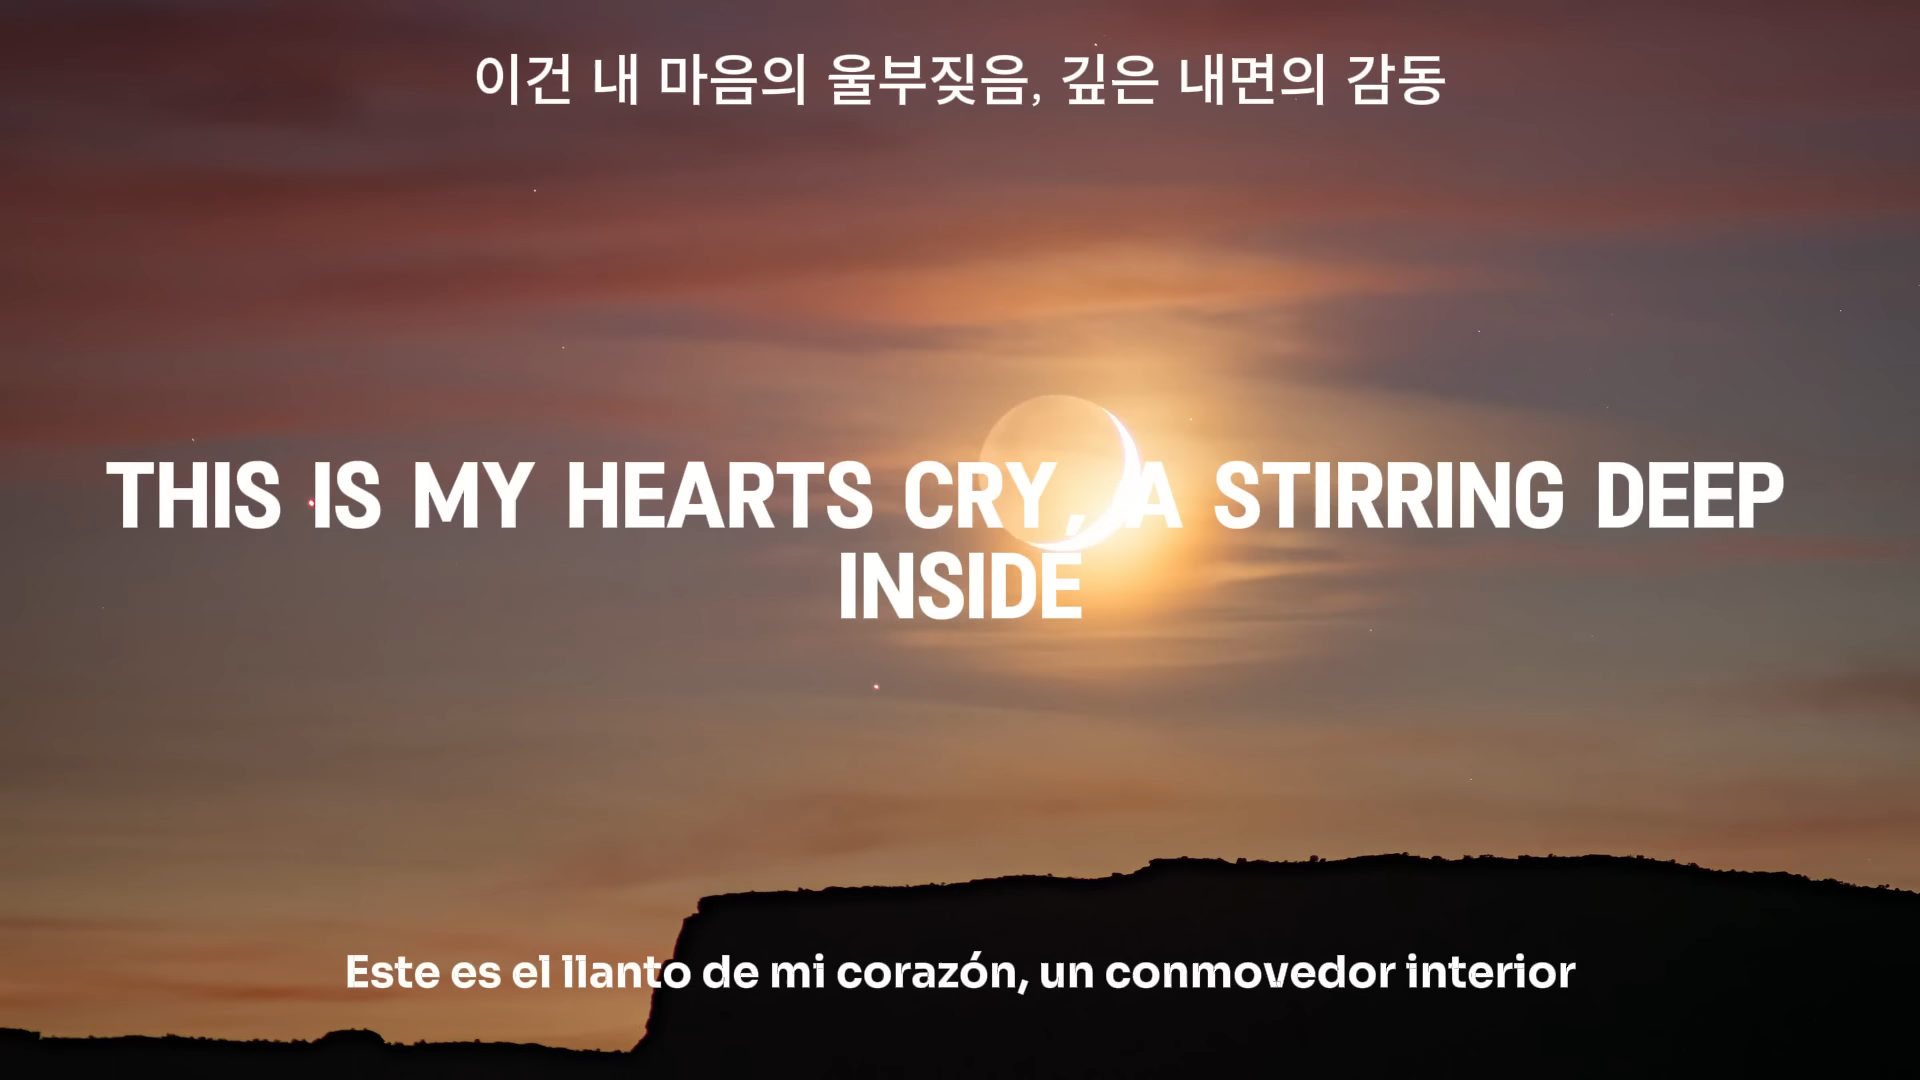 이건 내 마음의 울부짖음, 깊은 내면의 감동
THIS IS MY HEARTS CRY, A STIRRING DEEP
INSIDE
Este es el llanto de mi corazón, un conmovedor interior